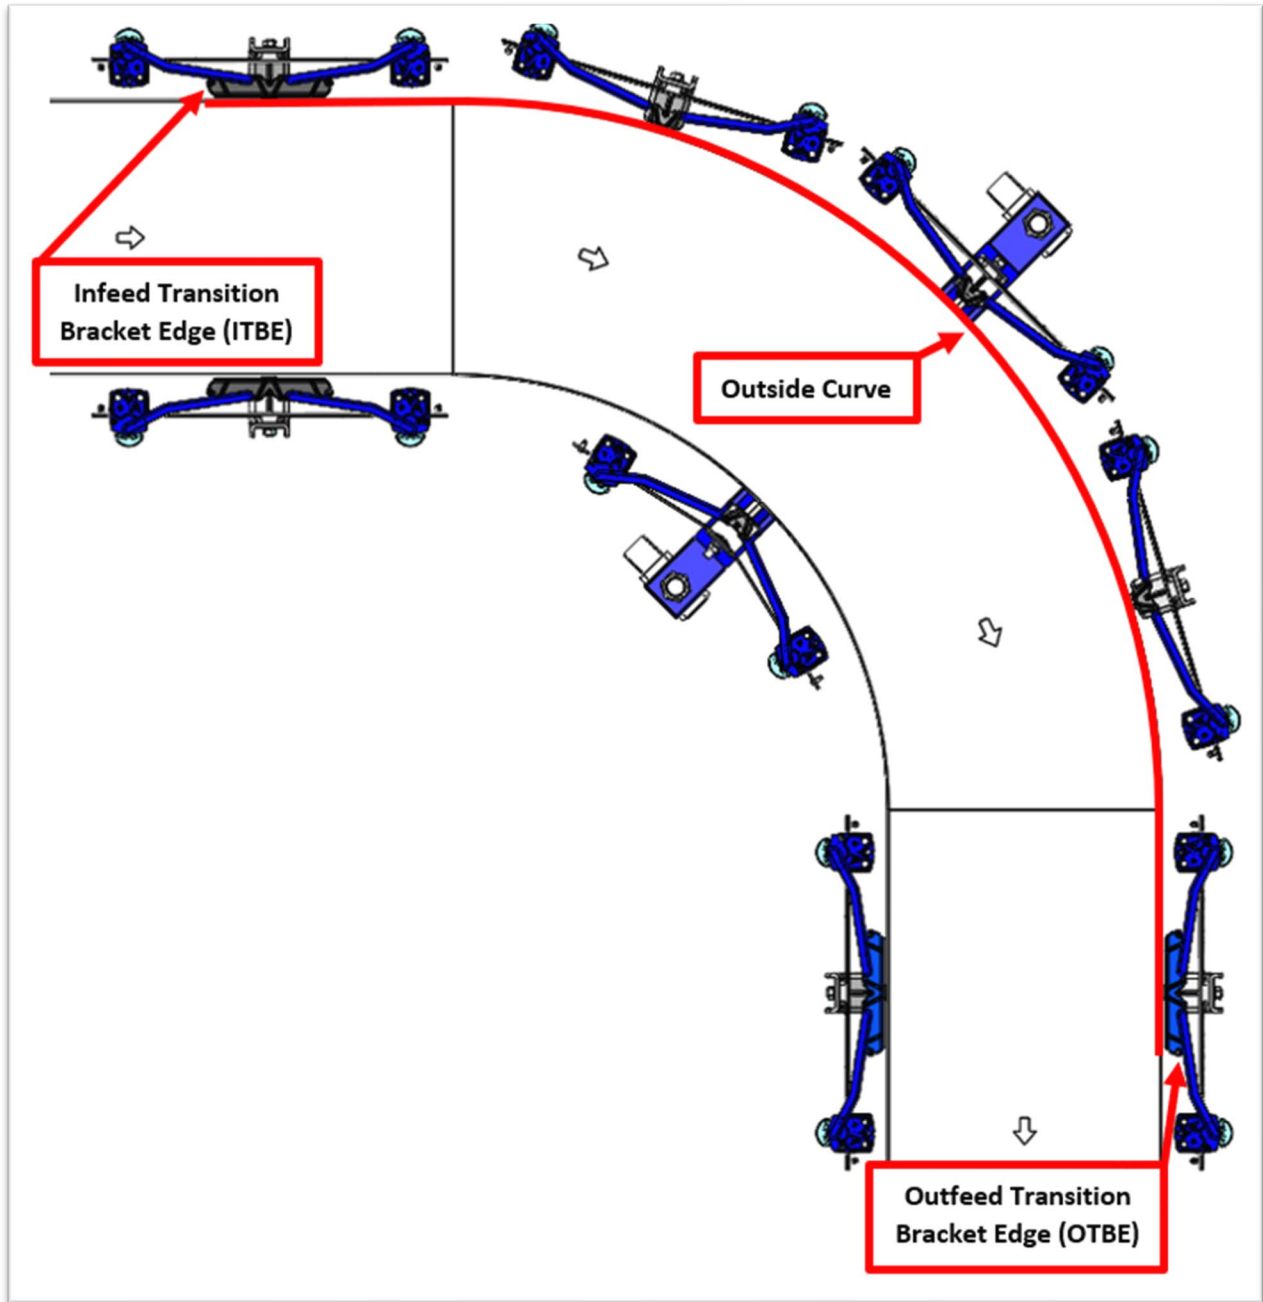 Infeed Transition
Bracket Edge (ITBE)
Outside Curve
Outfeed Transition
Bracket Edge (OTBE)